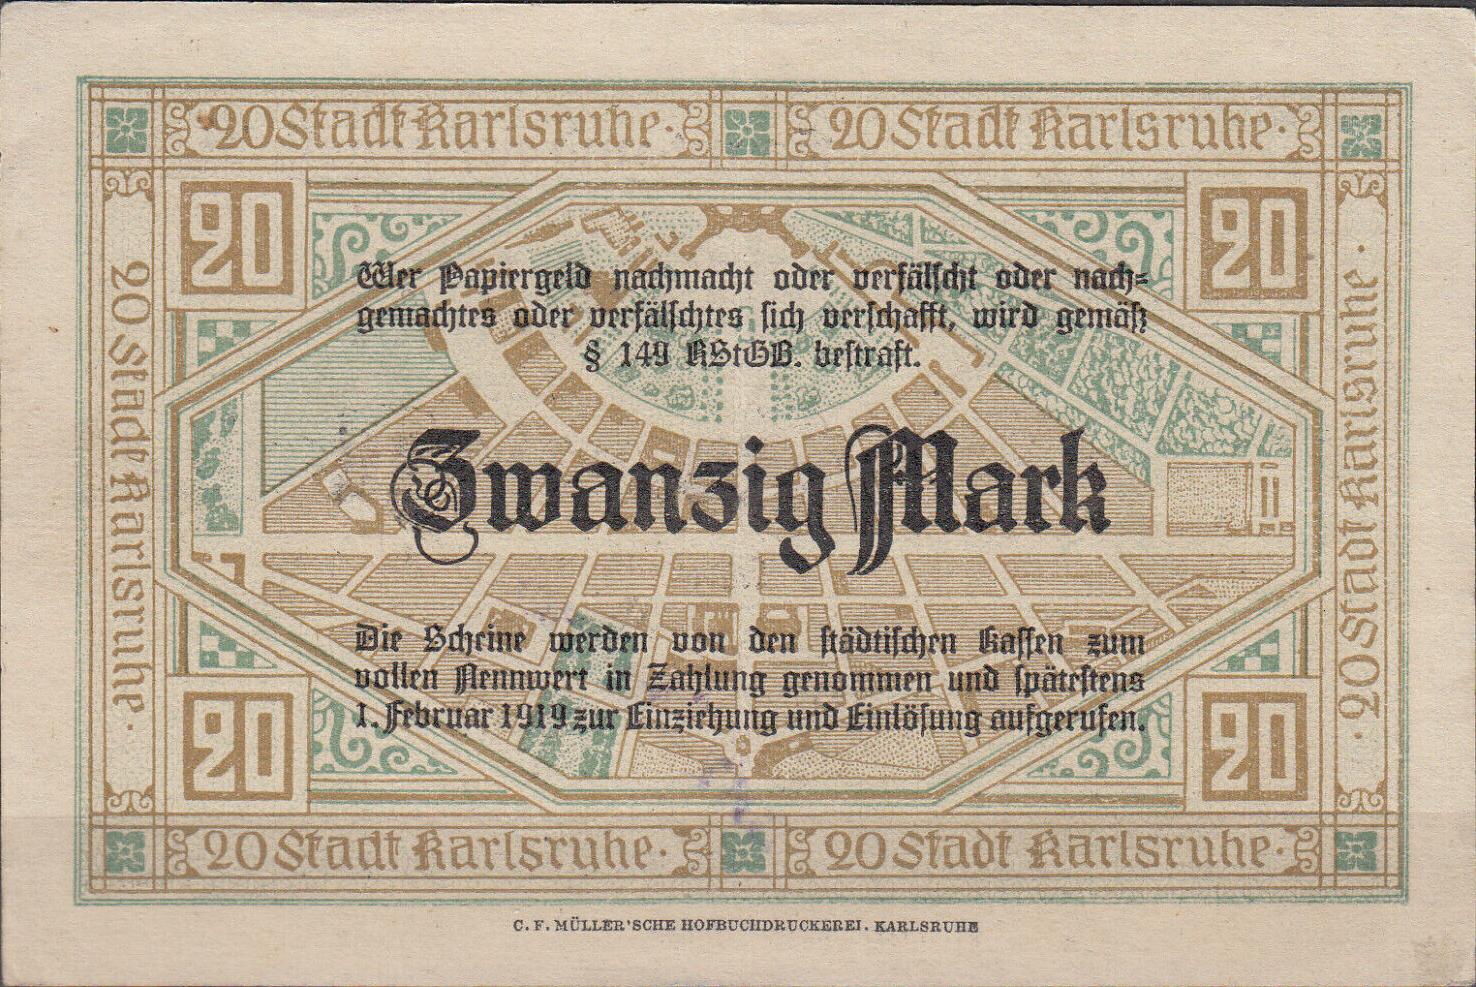 20 Stadt Karlsruhe · 20 Stadt Karlsruhe ·
20 20
Wer Papiergeld nachmacht oder verfälscht oder nach-
gemachtes oder verfälschtes sich verschafft, wird gemäß
§ 149 RStGB. bestraft.
20 Stadt Karlsruhe ·
Zwanzig Mark
20 Stadt Karlsruhe ·
Die Scheine werden von den städtischen Kassen zum
vollen Nennwert in Zahlung genommen und spätestens
1. Februar 1919 zur Einziehung und Einlösung aufgerufen.
20 20
20 Stadt Karlsruhe · 20 Stadt Karlsruhe ·
C. F. MÜLLER'SCHE HOFBUCHDRUCKEREI . KARLSRUHE